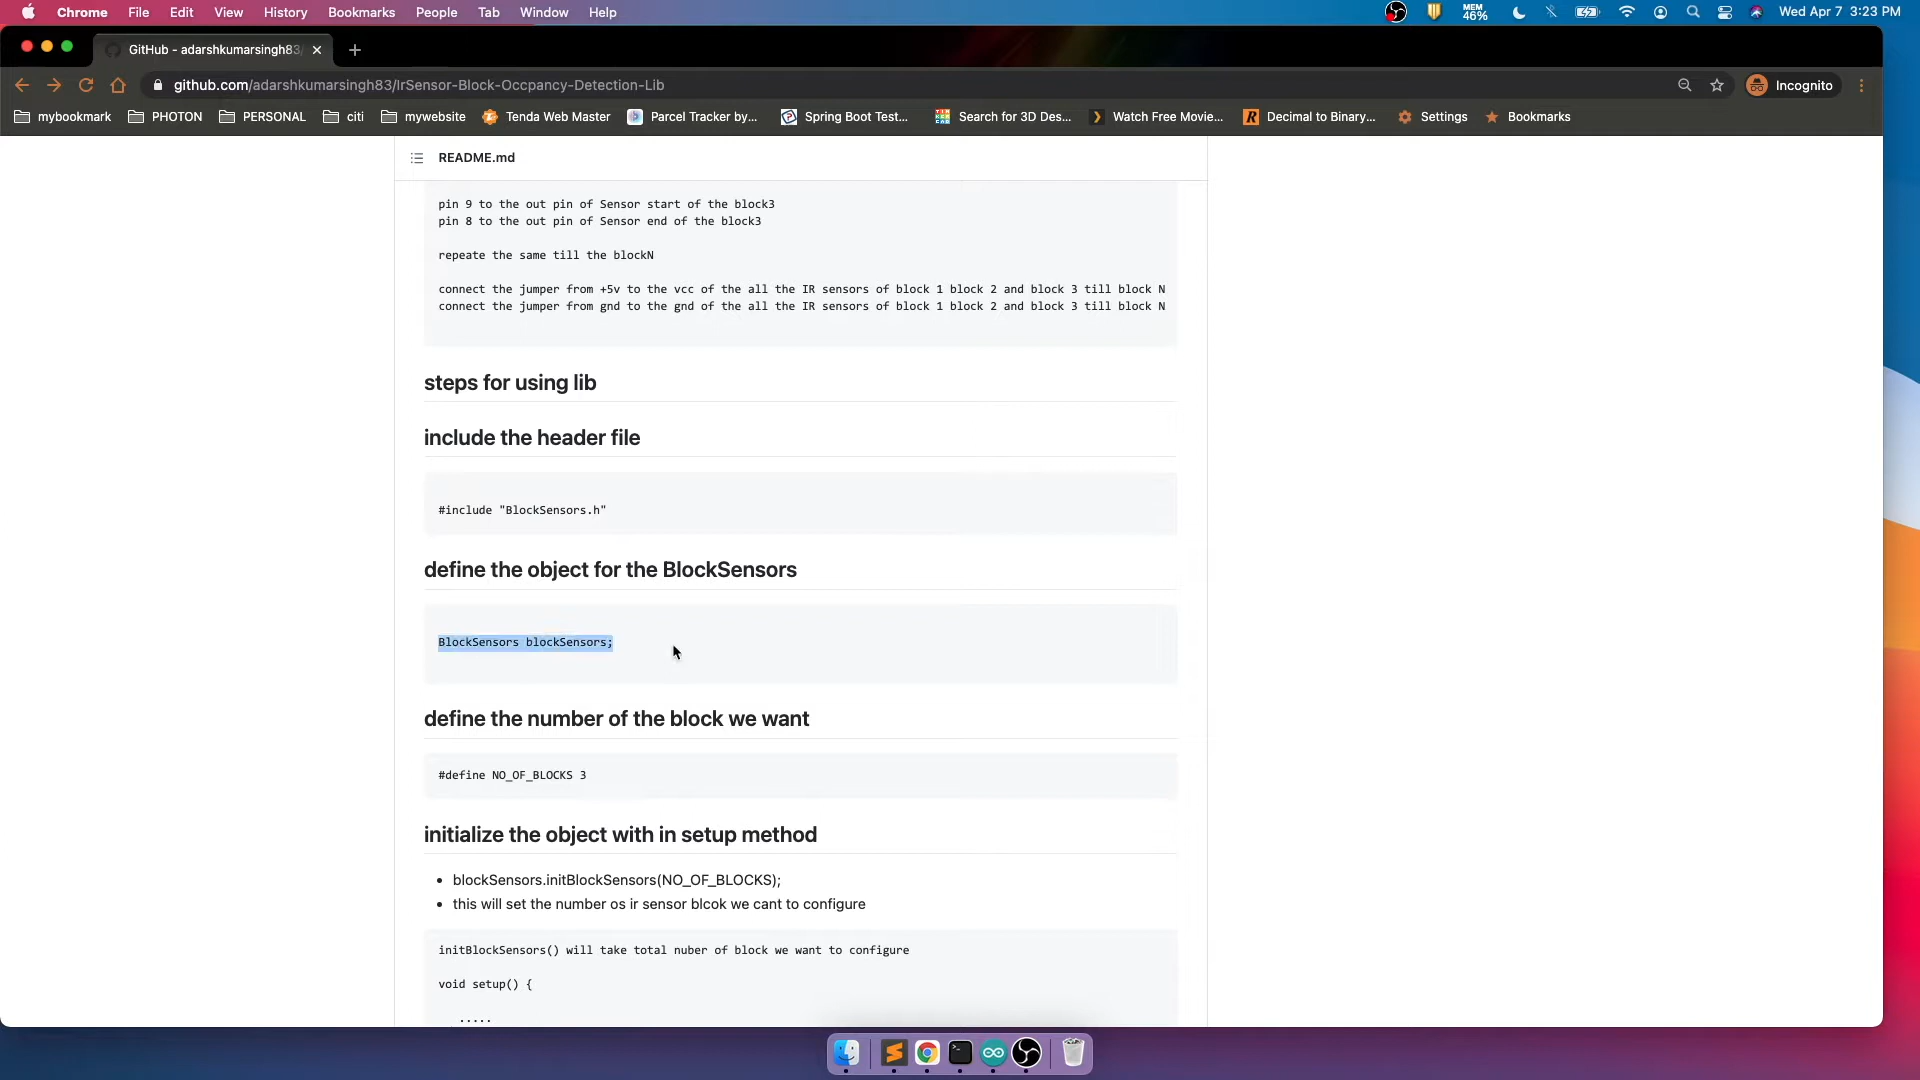 Chrome File Edit View History Bookmarks People Tab Window Help MEM 46% Wed Apr 7 3:23 PM
GitHub - adarshkumarsingh83/
github.com/adarshkumarsingh83/IrSensor-Block-Occpancy-Detection-Lib Incognito
mybookmark PHOTON PERSONAL citi mywebsite Tenda Web Master Parcel Tracker by... Spring Boot Test... Search for 3D Des... Watch Free Movie... Decimal to Binary... Settings Bookmarks
README.md
pin 9 to the out pin of Sensor start of the block3
pin 8 to the out pin of Sensor end of the block3
repeate the same till the blockN
connect the jumper from +5v to the vcc of the all the IR sensors of block 1 block 2 and block 3 till block N
connect the jumper from gnd to the gnd of the all the IR sensors of block 1 block 2 and block 3 till block N
steps for using lib
include the header file
#include "BlockSensors.h"
define the object for the BlockSensors
BlockSensors blockSensors;
define the number of the block we want
#define NO_OF_BLOCKS 3
initialize the object with in setup method
• blockSensors.initBlockSensors(NO_OF_BLOCKS);
• this will set the number os ir sensor blcok we cant to configure
initBlockSensors() will take total nuber of block we want to configure
void setup() {
.....